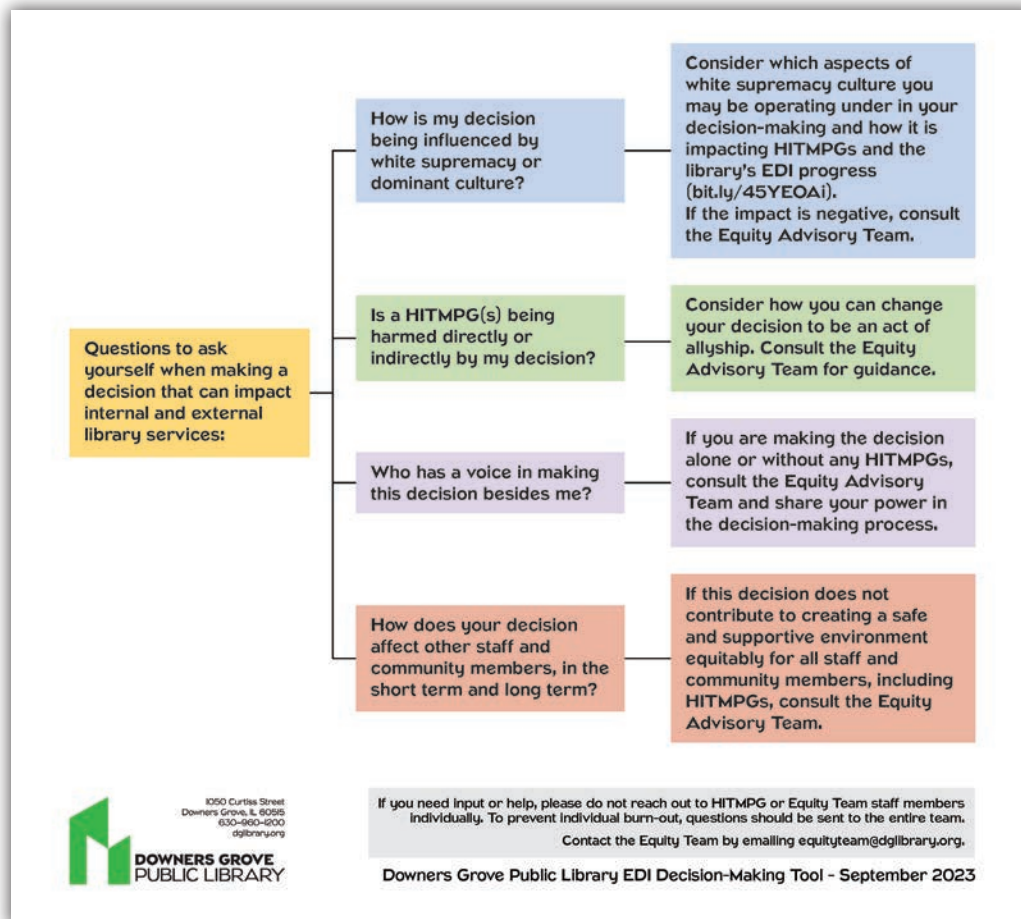 Questions to ask
yourself when making a
decision that can impact
internal and external
library services:
How is my decision
being influenced by
white supremacy or
dominant culture?
Consider which aspects of
white supremacy culture you
may be operating under in your
decision-making and how it is
impacting HITMPGs and the
library's EDI progress
(bit.ly/45YEOAi).
If the impact is negative, consult
the Equity Advisory Team.
Is a HITMPG(s) being
harmed directly or
indirectly by my decision?
Consider how you can change
your decision to be an act of
allyship. Consult the Equity
Advisory Team for guidance.
Who has a voice in making
this decision besides me?
If you are making the decision
alone or without any HITMPGs,
consult the Equity Advisory
Team and share your power in
the decision-making process.
How does your decision
affect other staff and
community members, in the
short term and long term?
If this decision does not
contribute to creating a safe
and supportive environment
equitably for all staff and
community members, including
HITMPGs, consult the Equity
Advisory Team.
1050 Curtiss Street
Downers Grove, IL 60515
630-960-1200
dglibrary.org
DOWNERS GROVE
PUBLIC LIBRARY
If you need input or help, please do not reach out to HITMPG or Equity Team staff members
individually. To prevent individual burn-out, questions should be sent to the entire team.
Contact the Equity Team by emailing equityteam@dglibrary.org.
Downers Grove Public Library EDI Decision-Making Tool - September 2023